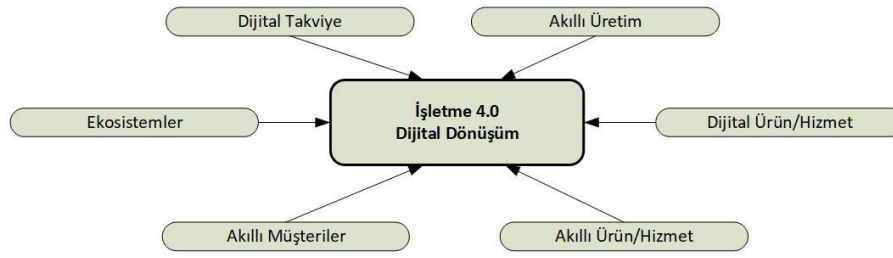 Dijital Takviye
Akıllı Üretim
Ekosistemler
İşletme 4.0
Dijital Dönüşüm
Dijital Ürün/Hizmet
Akıllı Müşteriler
Akıllı Ürün/Hizmet